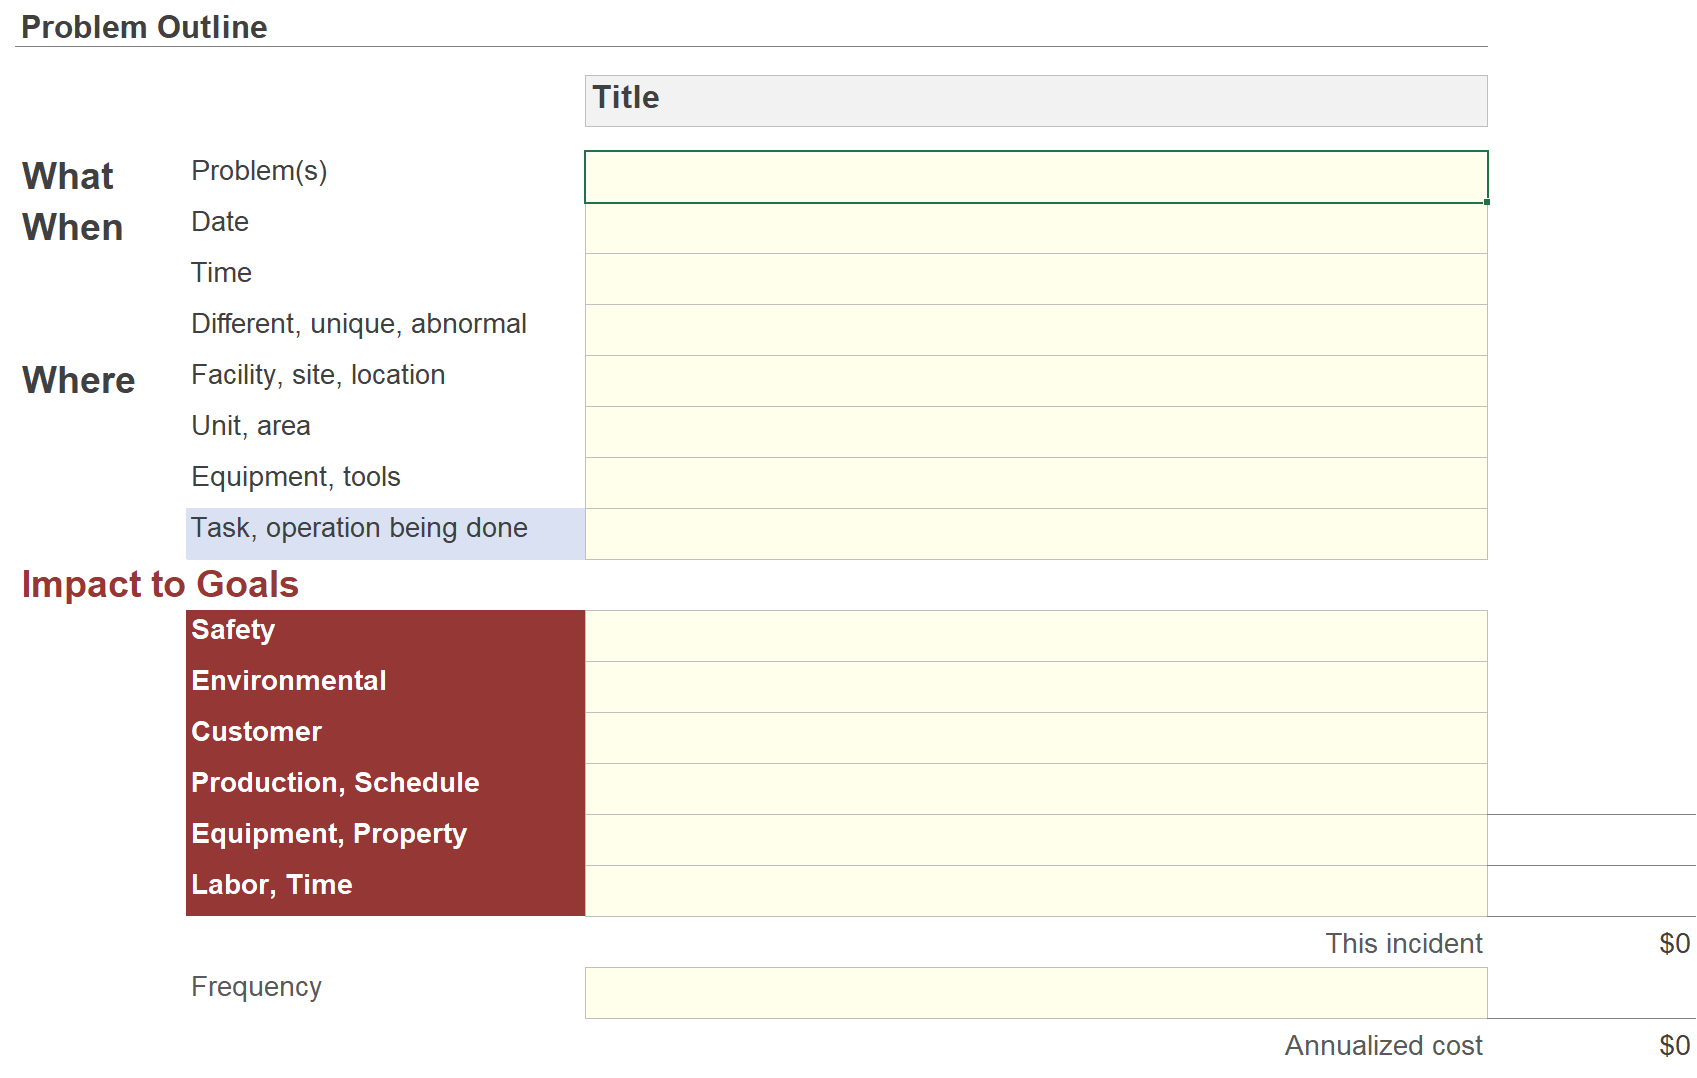 Problem Outline
Title
What Problem(s)
When Date
Time
Different, unique, abnormal
Where Facility, site, location
Unit, area
Equipment, tools
Task, operation being done
Impact to Goals
Safety
Environmental
Customer
Production, Schedule
Equipment, Property
Labor, Time
This incident $0
Frequency
Annualized cost $0